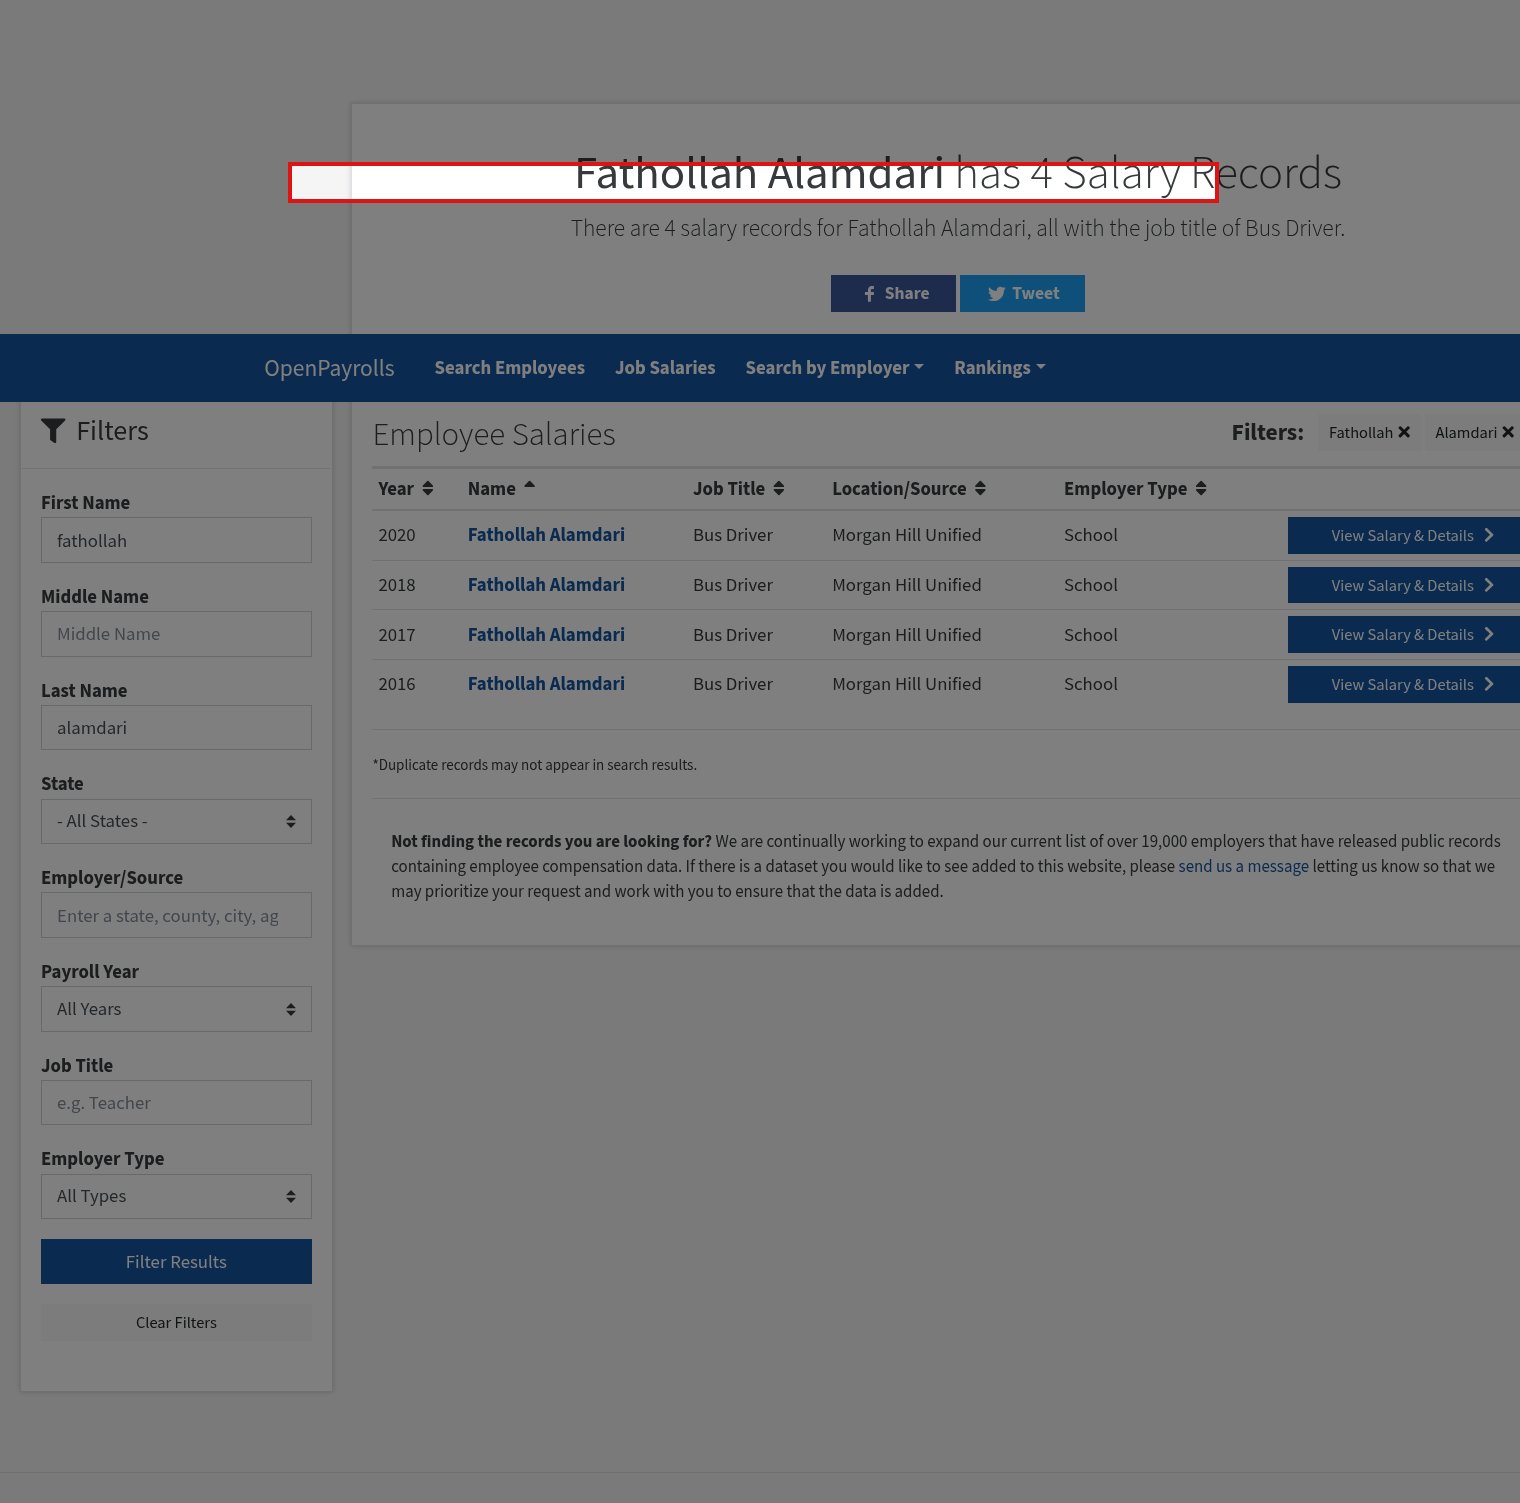 Fathollah Alamdari has 4 Salary Records
There are 4 salary records for Fathollah Alamdari, all with the job title of Bus Driver.
Share Tweet
OpenPayrolls Search Employees Job Salaries Search by Employer Rankings
Filters
First Name
fathollah
Middle Name
Middle Name
Last Name
alamdari
State
- All States -
Employer/Source
Enter a state, county, city, ag
Payroll Year
All Years
Job Title
e.g. Teacher
Employer Type
All Types
Filter Results
Clear Filters
Employee Salaries Filters: Fathollah Alamdari
Year Name Job Title Location/Source Employer Type
2020 Fathollah Alamdari Bus Driver Morgan Hill Unified School View Salary & Details
2018 Fathollah Alamdari Bus Driver Morgan Hill Unified School View Salary & Details
2017 Fathollah Alamdari Bus Driver Morgan Hill Unified School View Salary & Details
2016 Fathollah Alamdari Bus Driver Morgan Hill Unified School View Salary & Details
*Duplicate records may not appear in search results.
Not finding the records you are looking for? We are continually working to expand our current list of over 19,000 employers that have released public records
containing employee compensation data. If there is a dataset you would like to see added to this website, please send us a message letting us know so that we
may prioritize your request and work with you to ensure that the data is added.